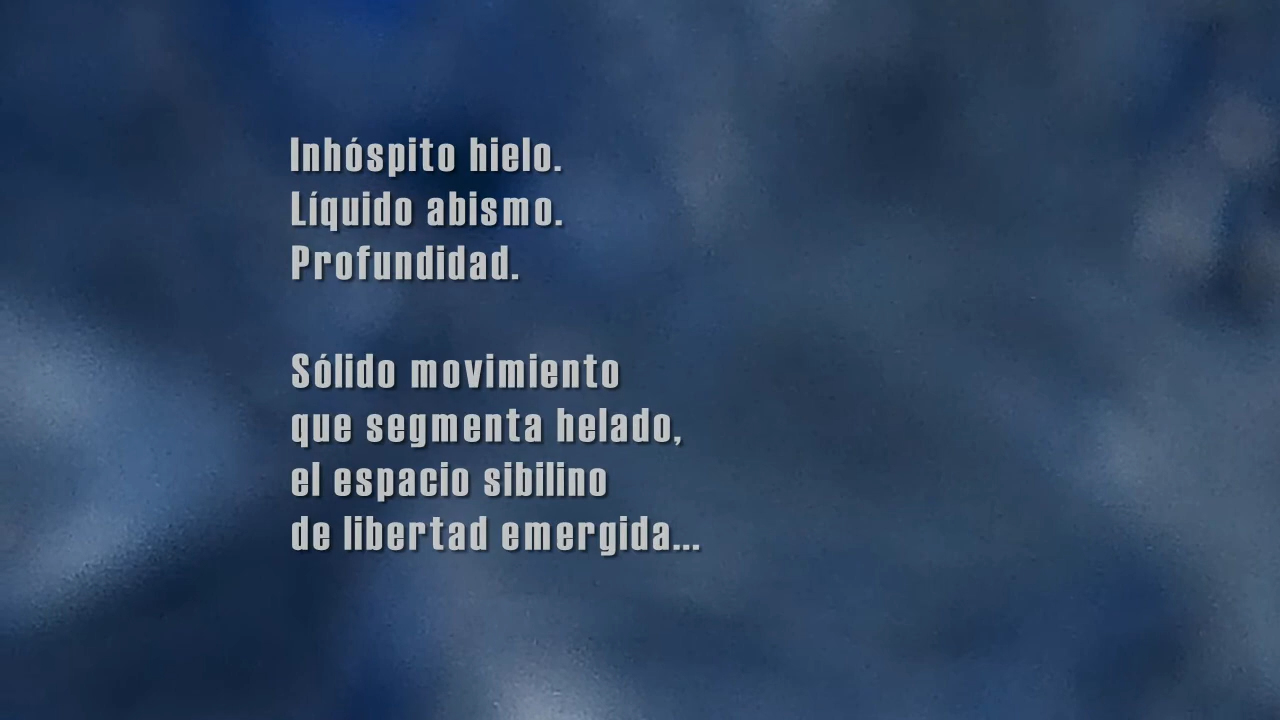 Inhóspito hielo.
Líquido abismo.
Profundidad.
Sólido movimiento
que segmenta helado,
el espacio sibilino
de libertad emergida...